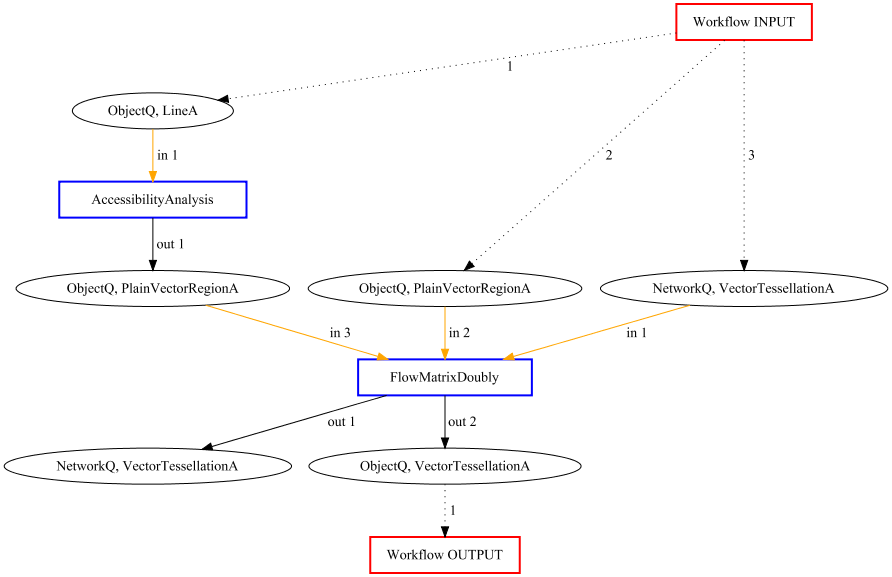 Workflow INPUT
1
ObjectQ, LineA
in 1
2
3
AccessibilityAnalysis
out 1
ObjectQ, PlainVectorRegionA
ObjectQ, PlainVectorRegionA
NetworkQ, VectorTessellationA
in 3
in 2
in 1
FlowMatrixDoubly
out 1
out 2
NetworkQ, VectorTessellationA
ObjectQ, VectorTessellationA
1
Workflow OUTPUT